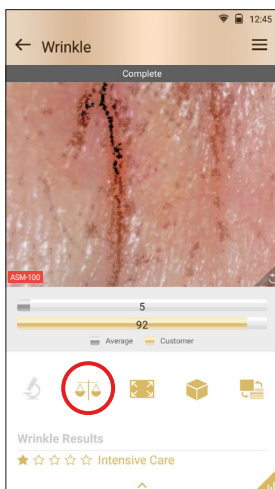 12:45
Wrinkle
Complete
ASM-100
5
92
Average Customer
Wrinkle Results
Intensive Care